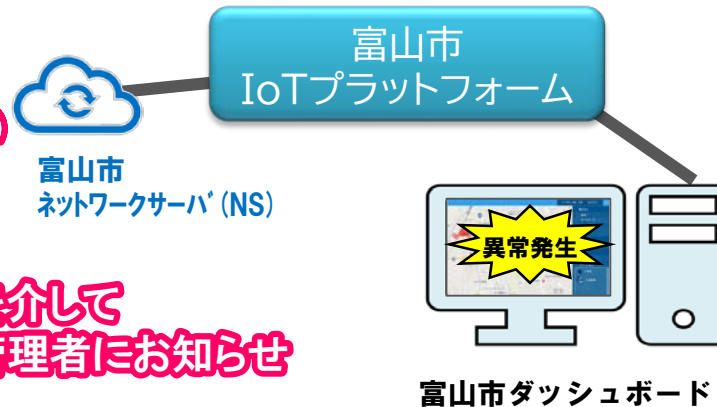 富山市
IoTプラットフォーム
富山市
ネットワークサーバ(NS)
異常発生
介して
理者にお知らせ
富山市ダッシュボード